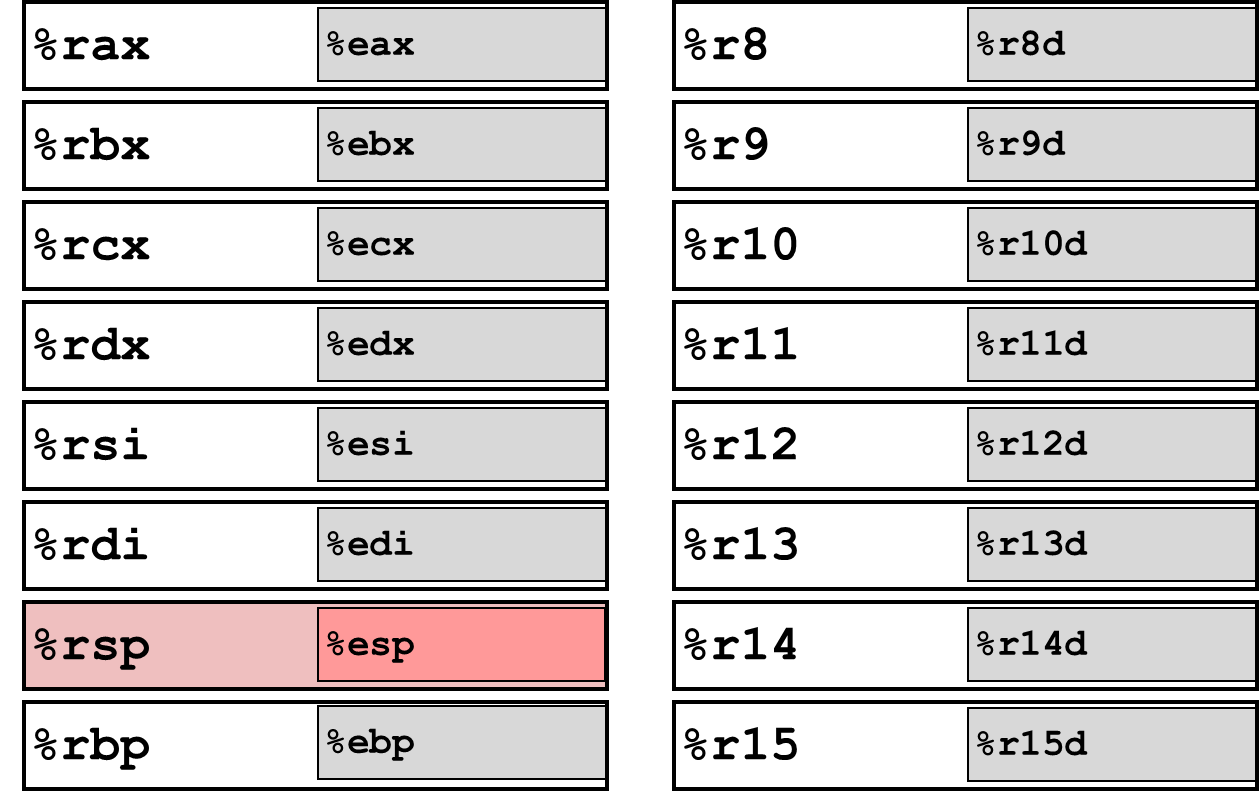 %rax %eax %r8 %r8d
%rbx %ebx %r9 %r9d
%rcx %ecx %r10 %r10d
%rdx %edx %r11 %r11d
%rsi %esi %r12 %r12d
%rdi %edi %r13 %r13d
%rsp %esp %r14 %r14d
%rbp %ebp %r15 %r15d